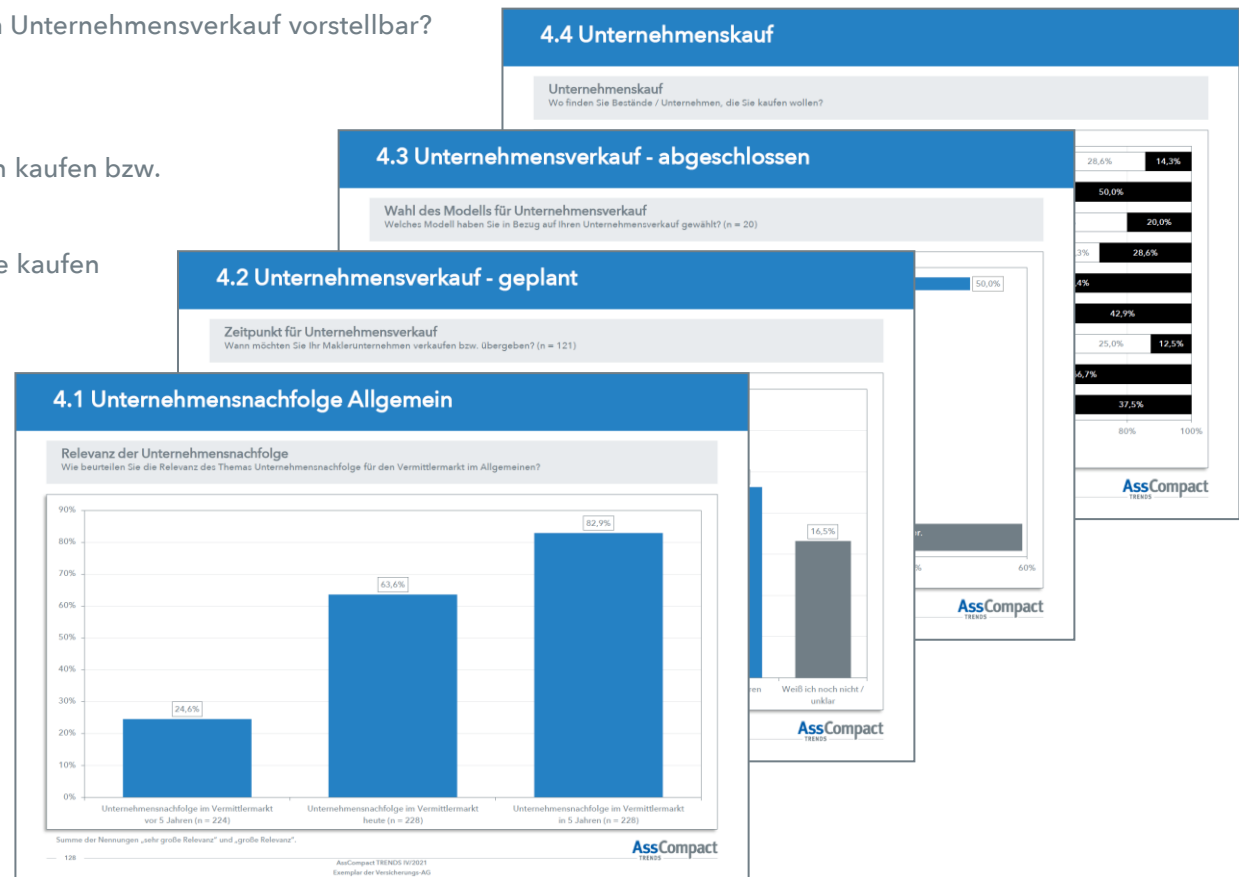 Unternehmensverkauf vorstellbar?
kaufen bzw.
kaufen
4.4 Unternehmenskauf
Unternehmenskauf
Wo finden Sie Bestände / Unternehmen, die Sie kaufen wollen?
28,6%
14,3%
50,0%
20,0%
28,6%
42,9%
25,0%
12,5%
37,5%
80%
100%
AssCompact
TRENDS
4.3 Unternehmensverkauf - abgeschlossen
Wahl des Modells für Unternehmensverkauf
Welches Modell haben Sie in Bezug auf Ihren Unternehmensverkauf gewählt? (n = 20)
50,0%
60%
AssCompact
TRENDS
4.2 Unternehmensverkauf - geplant
Zeitpunkt für Unternehmensverkauf
Wann möchten Sie Ihr Maklerunternehmen verkaufen bzw. übergeben? (n = 121)
16,5%
Weiß ich noch nicht /
unklar
AssCompact
TRENDS
4.1 Unternehmensnachfolge Allgemein
Relevanz der Unternehmensnachfolge
Wie beurteilen Sie die Relevanz des Themas Unternehmensnachfolge für den Vermittlermarkt im Allgemeinen?
90%
80%
70%
60%
50%
40%
30%
20%
10%
0%
24,6%
63,6%
82,9%
Unternehmensnachfolge im Vermittlermarkt
vor 5 Jahren (n = 224)
Unternehmensnachfolge im Vermittlermarkt
heute (n = 228)
Unternehmensnachfolge im Vermittlermarkt
in 5 Jahren (n = 228)
Summe der Nennungen „sehr große Relevanz" und „große Relevanz".
128
AssCompact TRENDS IV/2021
Exemplar der Versicherungs-AG
AssCompact
TRENDS